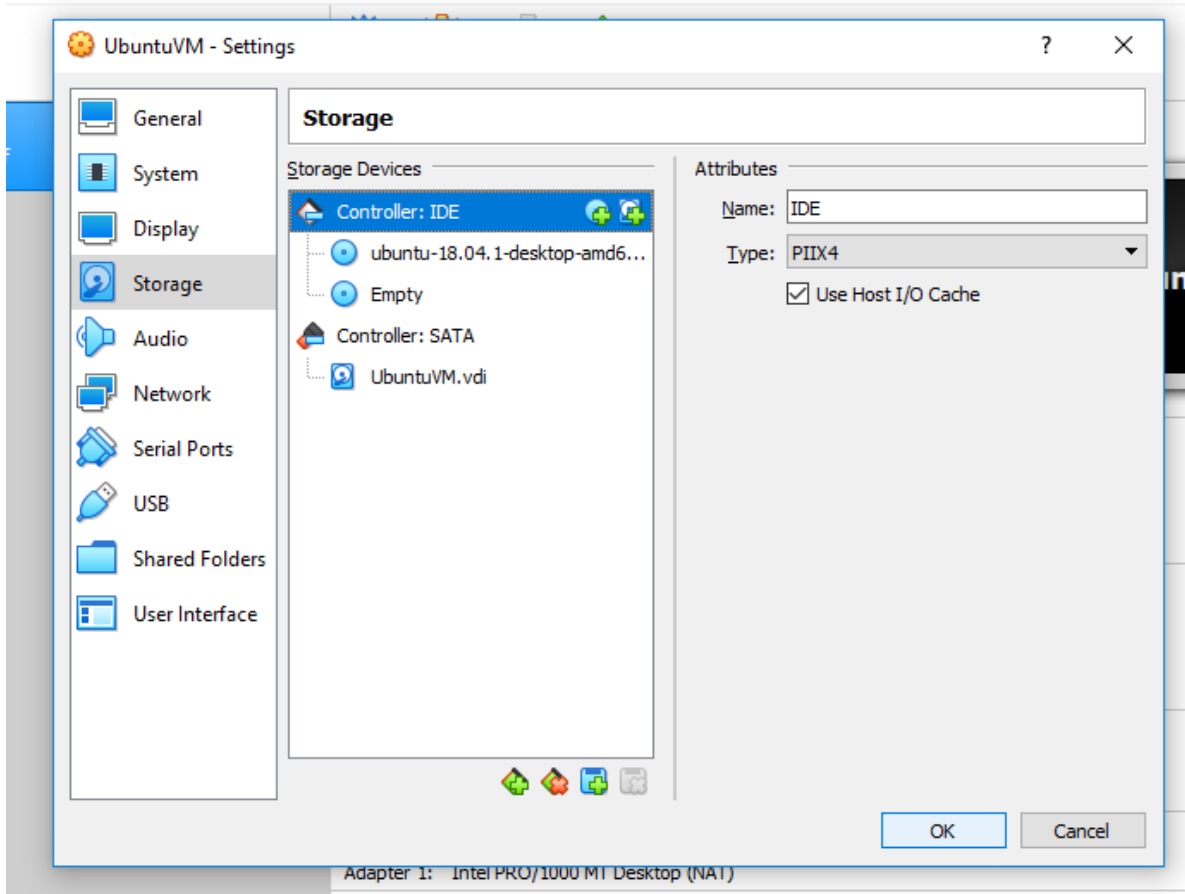 UbuntuVM - Settings
?
General
System
Display
Storage
Audio
Network
Serial Ports
USB
Shared Folders
User Interface
Storage
Storage Devices
Controller: IDE
ubuntu-18.04.1-desktop-amd6...
Empty
Controller: SATA
UbuntuVM.vdi
Attributes
Name: IDE
Type: PIIX4
Use Host I/O Cache
OK Cancel
Adapter 1: Intel PRO/1000 MT Desktop (NAT)